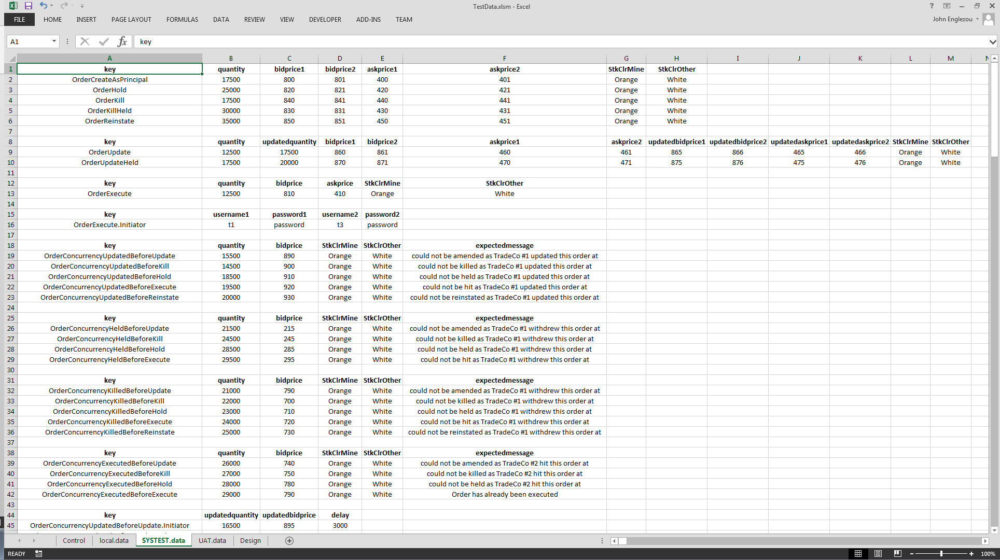 TestData.xlsm - Excel
FILE HOME INSERT PAGE LAYOUT FORMULAS DATA REVIEW VIEW DEVELOPER ADD-INS TEAM
John Englezou
A1 fx key
A B C D E F G H I J K L M N
1 key quantity bidprice1 bidprice2 askprice1 askprice2 StkClrMine StkClrOther
2 OrderCreateAsPrincipal 17500 800 801 400 401 Orange White
3 OrderHold 25000 820 821 420 421 Orange White
4 OrderKill 17500 840 841 440 441 Orange White
5 OrderKillHeld 30000 830 831 430 431 Orange White
6 OrderReinstate 35000 850 851 450 451 Orange White
7
8 key quantity updatedquantity bidprice1 bidprice2 askprice1 askprice2 updatedbidprice1 updatedbidprice2 updatedaskprice1 updatedaskprice2 StkClrMine StkClrOther
9 OrderUpdate 12500 17500 860 861 460 461 865 866 465 466 Orange White
10 OrderUpdateHeld 17500 20000 870 871 470 471 875 876 475 476 Orange White
11
12 key quantity bidprice askprice StkClrMine StkClrOther
13 OrderExecute 12500 810 410 Orange White
14
15 key username1 password1 username2 password2
16 OrderExecute.Initiator t1 password t3 password
17
18 key quantity bidprice StkClrMine StkClrOther expectedmessage
19 OrderConcurrencyUpdatedBeforeUpdate 15500 890 Orange White could not be amended as TradeCo #1 updated this order at
20 OrderConcurrencyUpdatedBeforeKill 14500 900 Orange White could not be killed as TradeCo #1 updated this order at
21 OrderConcurrencyUpdatedBeforeHold 18500 910 Orange White could not be held as TradeCo #1 updated this order at
22 OrderConcurrencyUpdatedBeforeExecute 19500 920 Orange White could not be hit as TradeCo #1 updated this order at
23 OrderConcurrencyUpdatedBeforeReinstate 20000 930 Orange White could not be reinstated as TradeCo #1 updated this order at
24
25 key quantity bidprice StkClrMine StkClrOther expectedmessage
26 OrderConcurrencyHeldBeforeUpdate 21500 215 Orange White could not be amended as TradeCo #1 withdrew this order at
27 OrderConcurrencyHeldBeforeKill 24500 245 Orange White could not be killed as TradeCo #1 withdrew this order at
28 OrderConcurrencyHeldBeforeHold 28500 285 Orange White could not be held as TradeCo #1 withdrew this order at
29 OrderConcurrencyHeldBeforeExecute 29500 295 Orange White could not be hit as TradeCo #1 withdrew this order at
30
31 key quantity bidprice StkClrMine StkClrOther expectedmessage
32 OrderConcurrencyKilledBeforeUpdate 21000 790 Orange White could not be amended as TradeCo #1 withdrew this order at
33 OrderConcurrencyKilledBeforeKill 22000 700 Orange White could not be killed as TradeCo #1 withdrew this order at
34 OrderConcurrencyKilledBeforeHold 23000 710 Orange White could not be held as TradeCo #1 withdrew this order at
35 OrderConcurrencyKilledBeforeExecute 24000 720 Orange White could not be hit as TradeCo #1 withdrew this order at
36 OrderConcurrencyKilledBeforeReinstate 25000 730 Orange White could not be reinstated as TradeCo #1 withdrew this order at
37
38 key quantity bidprice StkClrMine StkClrOther expectedmessage
39 OrderConcurrencyExecutedBeforeUpdate 26000 740 Orange White could not be amended as TradeCo #2 hit this order at
40 OrderConcurrencyExecutedBeforeKill 27000 750 Orange White could not be killed as TradeCo #2 hit this order at
41 OrderConcurrencyExecutedBeforeHold 28000 780 Orange White could not be held as TradeCo #2 hit this order at
42 OrderConcurrencyExecutedBeforeExecute 29000 790 Orange White Order has already been executed
43
44 key updatedquantity updatedbidprice delay
45 OrderConcurrencyUpdatedBeforeUpdate.Initiator 16500 895 3000
Control local.data SYSTEST.data UAT.data Design
READY 100%